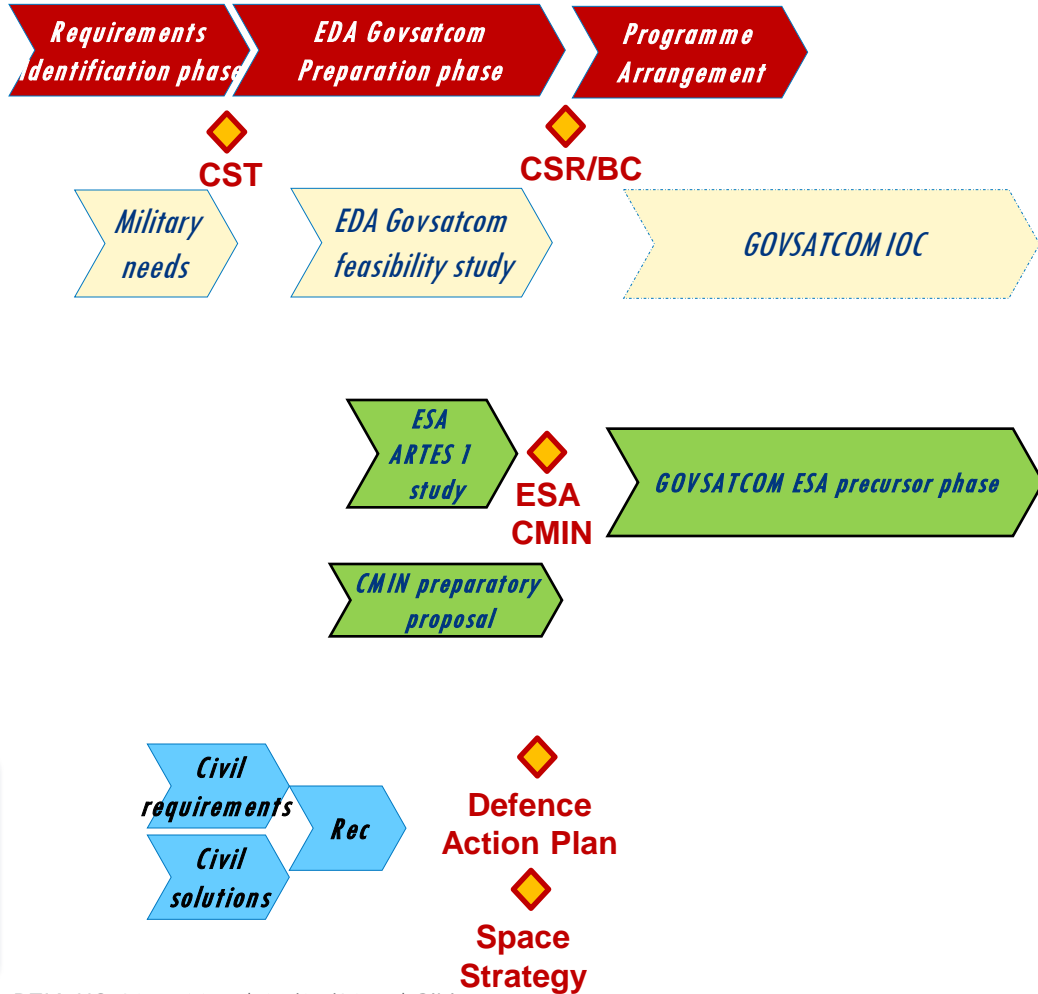 Requirements
Identification phase
EDA Govsatcom
Preparation phase
Programme
Arrangement
CST
CSR/BC
Military
needs
EDA Govsatcom
feasibility study
GOVSATCOM IOC
ESA
ARTES 1
study
ESA
CMIN
GOVSATCOM ESA precursor phase
CMIN preparatory
proposal
Civil
requirements
Rec
Civil
solutions
Defence
Action Plan
Space
Strategy